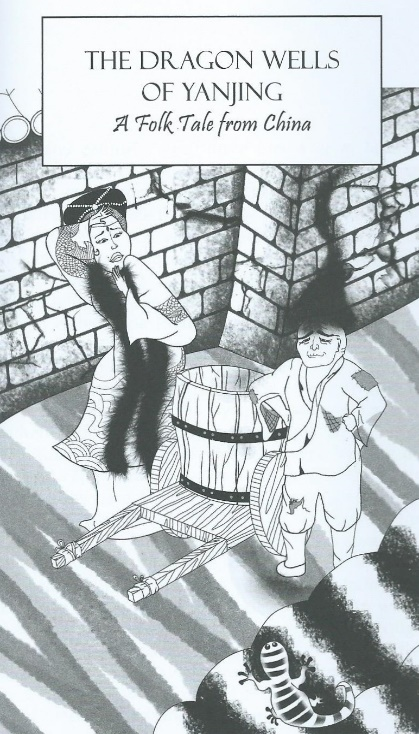 THE DRAGON WELLS
OF YANJING
A Folk Tale from China